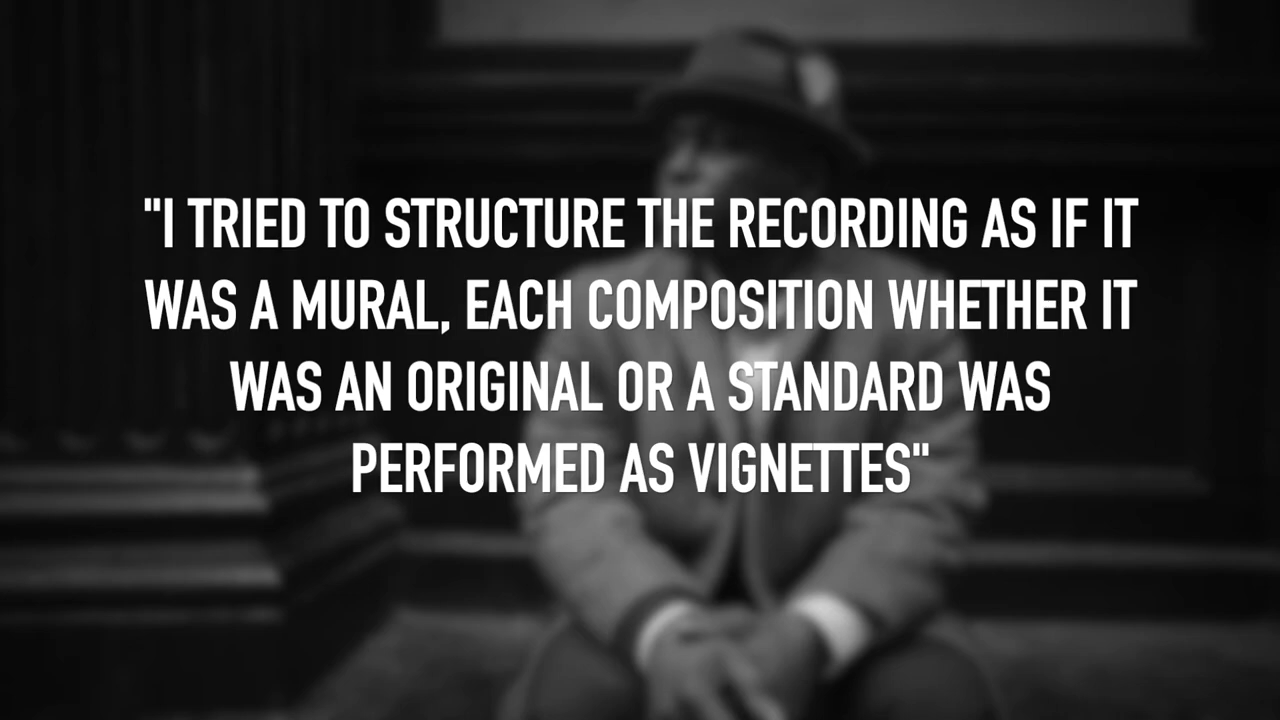 "I TRIED TO STRUCTURE THE RECORDING AS IF IT
WAS A MURAL, EACH COMPOSITION WHETHER IT
WAS AN ORIGINAL OR A STANDARD WAS
PERFORMED AS VIGNETTES"